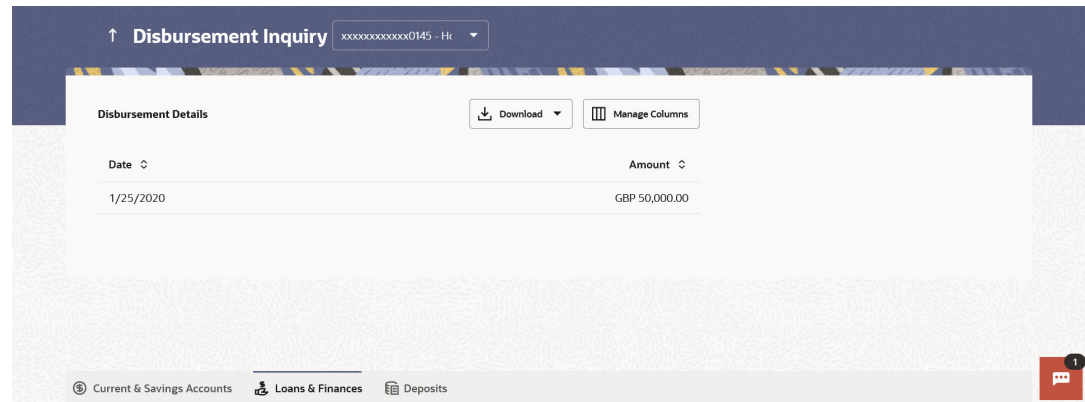 Disbursement Inquiry xxxxxxxxxxxx0145 - Ho
Disbursement Details Download Manage Columns
Date Amount
1/25/2020 GBP 50,000.00
1
Current & Savings Accounts Loans & Finances Deposits